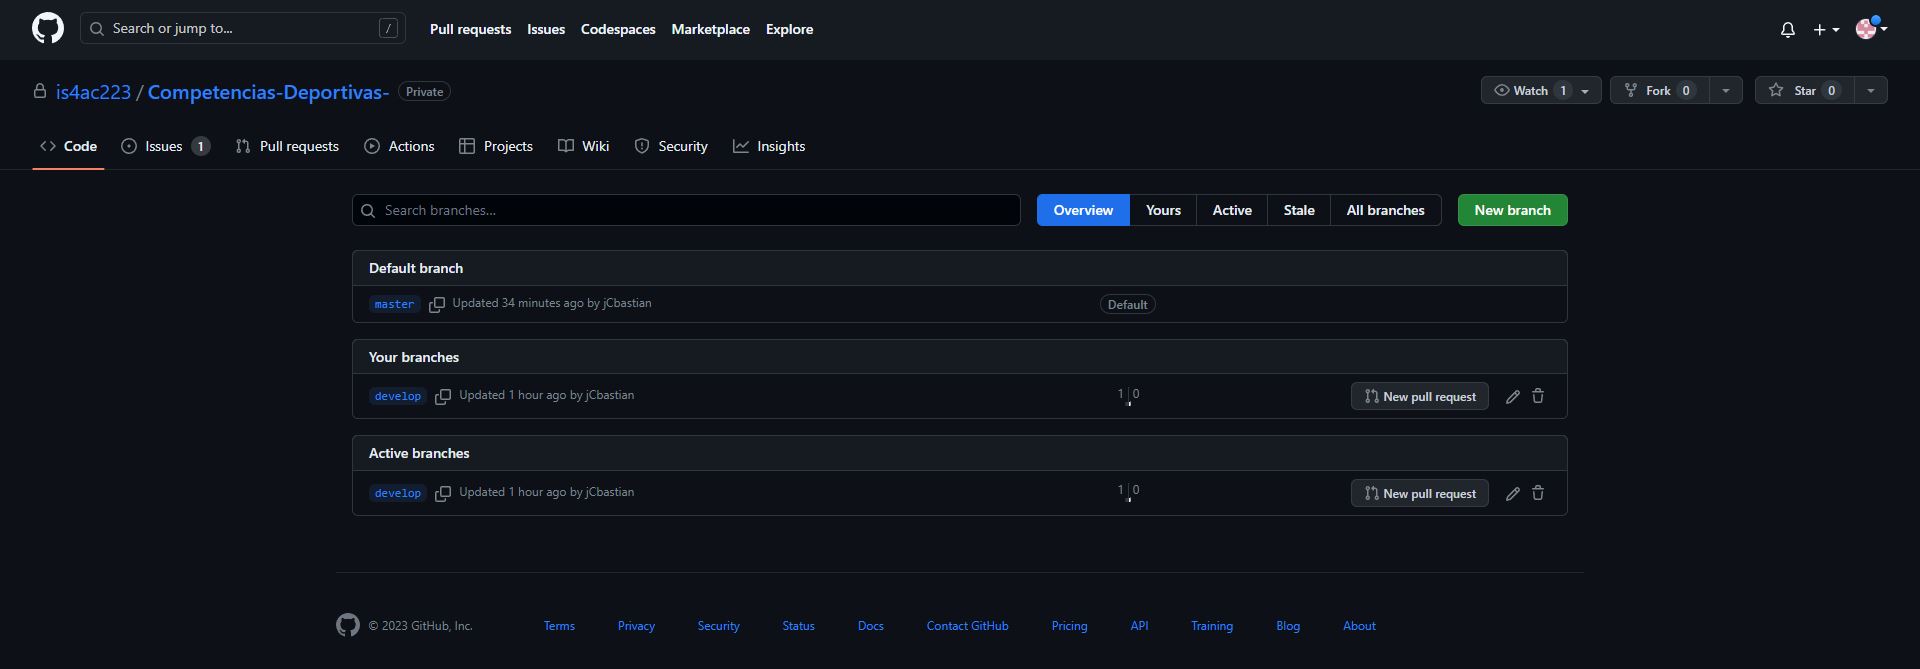 Search or jump to... / Pull requests Issues Codespaces Marketplace Explore
is4ac223 / Competencias-Deportivas- Private Watch 1 Fork 0 Star 0
Code Issues 1 Pull requests Actions Projects Wiki Security Insights
Search branches... Overview Yours Active Stale All branches New branch
Default branch
master Updated 34 minutes ago by jCbastian Default
Your branches
develop Updated 1 hour ago by jCbastian 1 0 New pull request
Active branches
develop Updated 1 hour ago by jCbastian 1 0 New pull request
© 2023 GitHub, Inc. Terms Privacy Security Status Docs Contact GitHub Pricing API Training Blog About